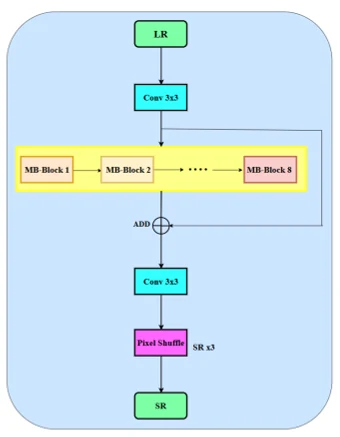 LR
Conv 3x3
MB-Block 1
MB-Block 2
....
MB-Block 8
ADD
Conv 3x3
Pixel Shuffle
SR x3
SR